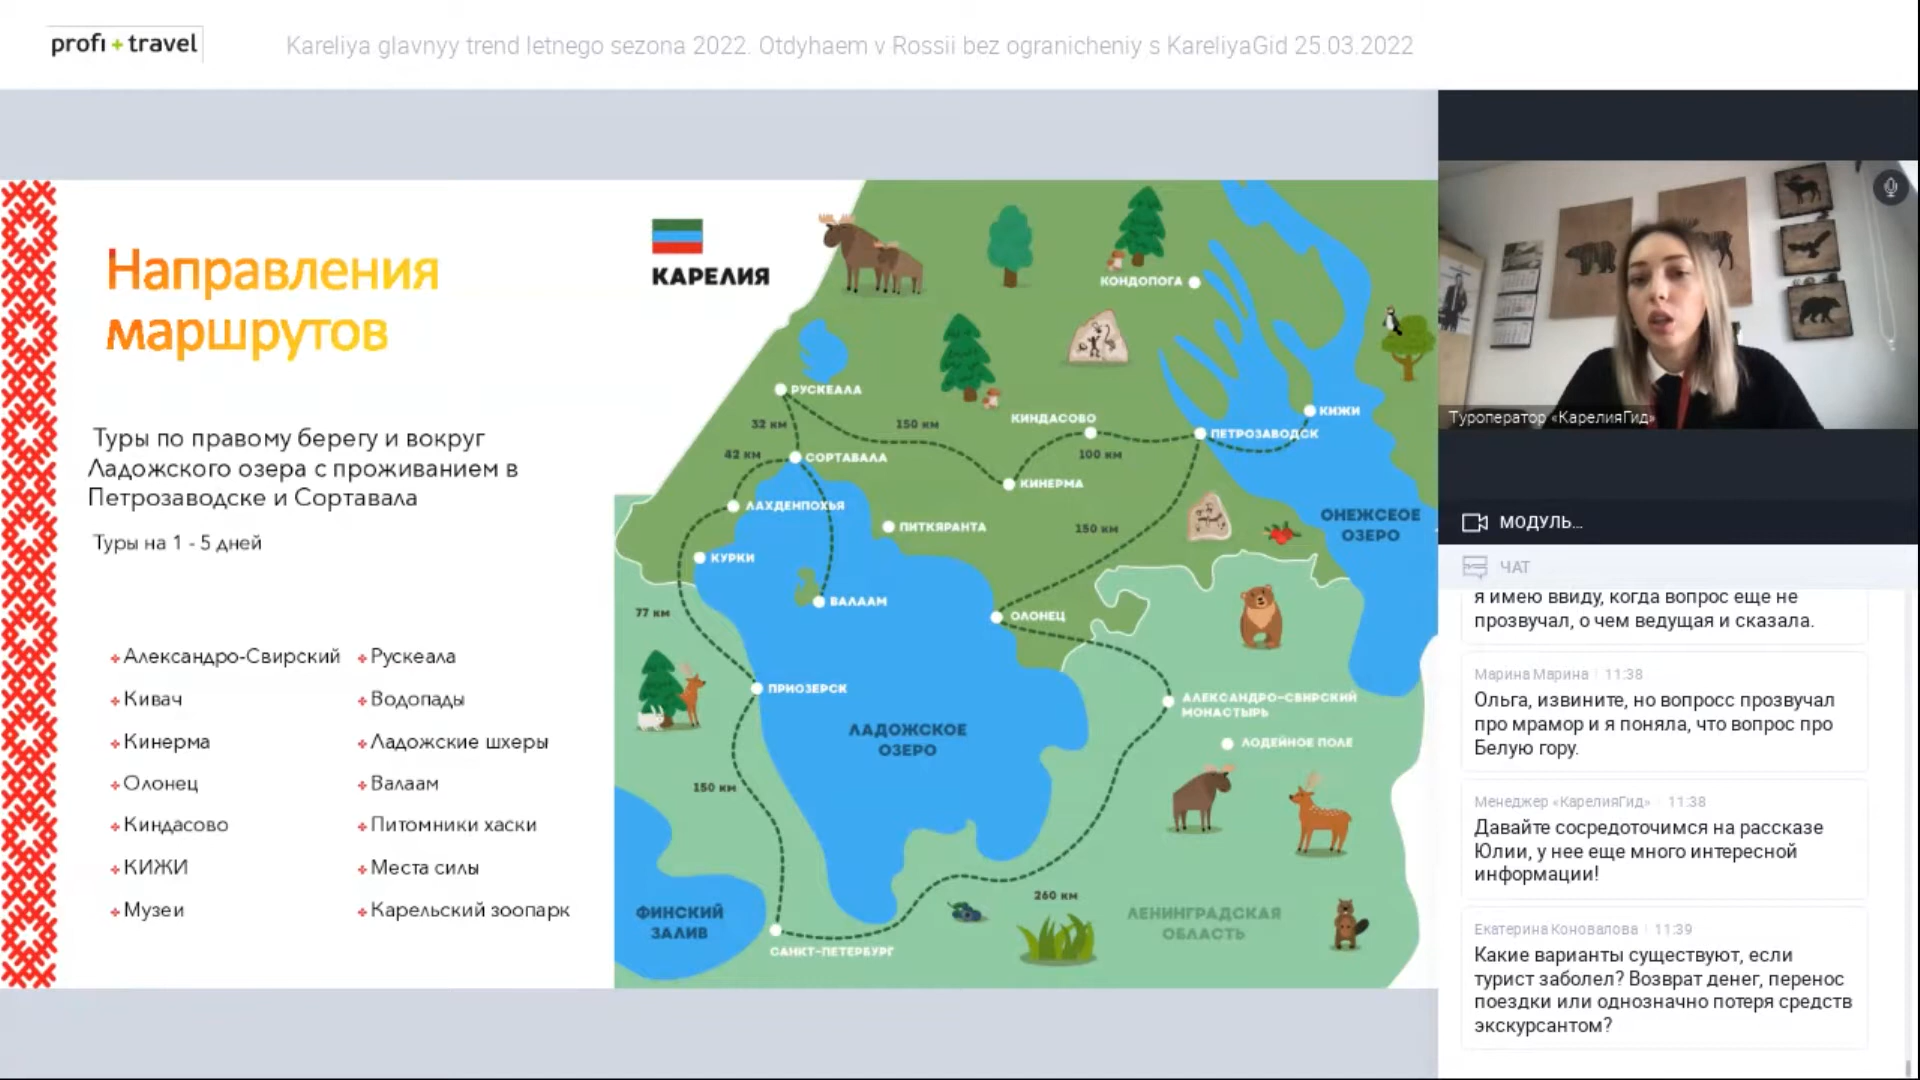 profi + travel
Kareliya glavnyy trend letnego sezona 2022. Otdyhaem v Rossii bez ogranicheniy s KareliyaGid 25.03.2022
Направления
маршрутов
Туры по правому берегу и вокруг
Ладожского озера с проживанием в
Петрозаводске и Сортавала
Туры на 1 - 5 дней
Александро-Свирский
Кивач
Кинерма
Олонец
Киндасово
КИЖИ
Музеи
Рускеала
Водопады
Ладожские шхеры
Валаам
Питомники хаски
Места силы
Карельский зоопарк
КАРЕЛИЯ
КОНДОПОГА
РУСКЕАЛА
32 км
150 км
КИНДАСОВО
КИЖИ
ПЕТРОЗАВОДСК
42 км
СОРТАВАЛА
100 км
КИНЕРМА
ЛАХДЕНПОХЬЯ
ПИТКЯРАНТА
150 км
ОНЕЖСЕОЕ
ОЗЕРО
КУРКИ
ВАЛААМ
77 км
ОЛОНЕЦ
ПРИОЗЕРСК
АЛЕКСАНДРО-СВИРСКИЙ
МОНАСТЫРЬ
ЛАДОЖСКОЕ
ОЗЕРО
ЛОДЕЙНОЕ ПОЛЕ
150 км
260 км
ФИНСКИЙ
ЗАЛИВ
ЛЕНИНГРАДСКАЯ
ОБЛАСТЬ
САНКТ-ПЕТЕРБУРГ
Туроператор «КарелияГид»
МОДУЛЬ...
ЧАТ
я имею ввиду, когда вопрос еще не
прозвучал, о чем ведущая и сказала.
Марина Марина 11:38
Ольга, извините, но вопросс прозвучал
про мрамор и я поняла, что вопрос про
Белую гору.
Менеджер «КарелияГид» 11:38
Давайте сосредоточимся на рассказе
Юлии, у нее еще много интересной
информации!
Екатерина Коновалова 11:39
Какие варианты существуют, если
турист заболел? Возврат денег, перенос
поездки или однозначно потеря средств
экскурсантом?